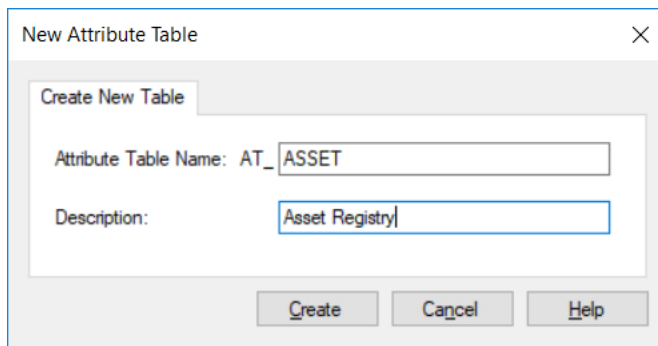 New Attribute Table
Create New Table
Attribute Table Name: AT_ ASSET
Description: Asset Registry
Create Cancel Help